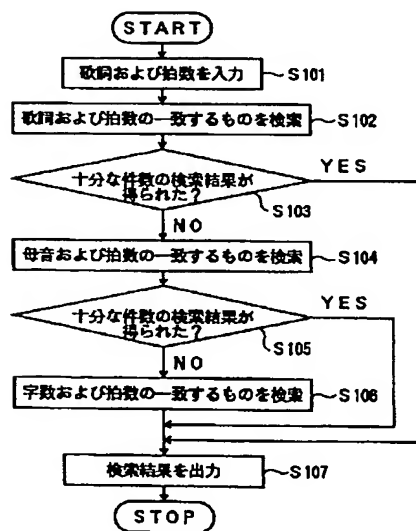 START
歌詞および拍数を入力
S101
歌詞および拍数の一致するものを検索
S102
十分な件数の検索結果が
得られた?
YES
S103
NO
母音および拍数の一致するものを検索
S104
十分な件数の検索結果が
得られた?
YES
S105
NO
字数および拍数の一致するものを検索
S106
検索結果を出力
S107
STOP